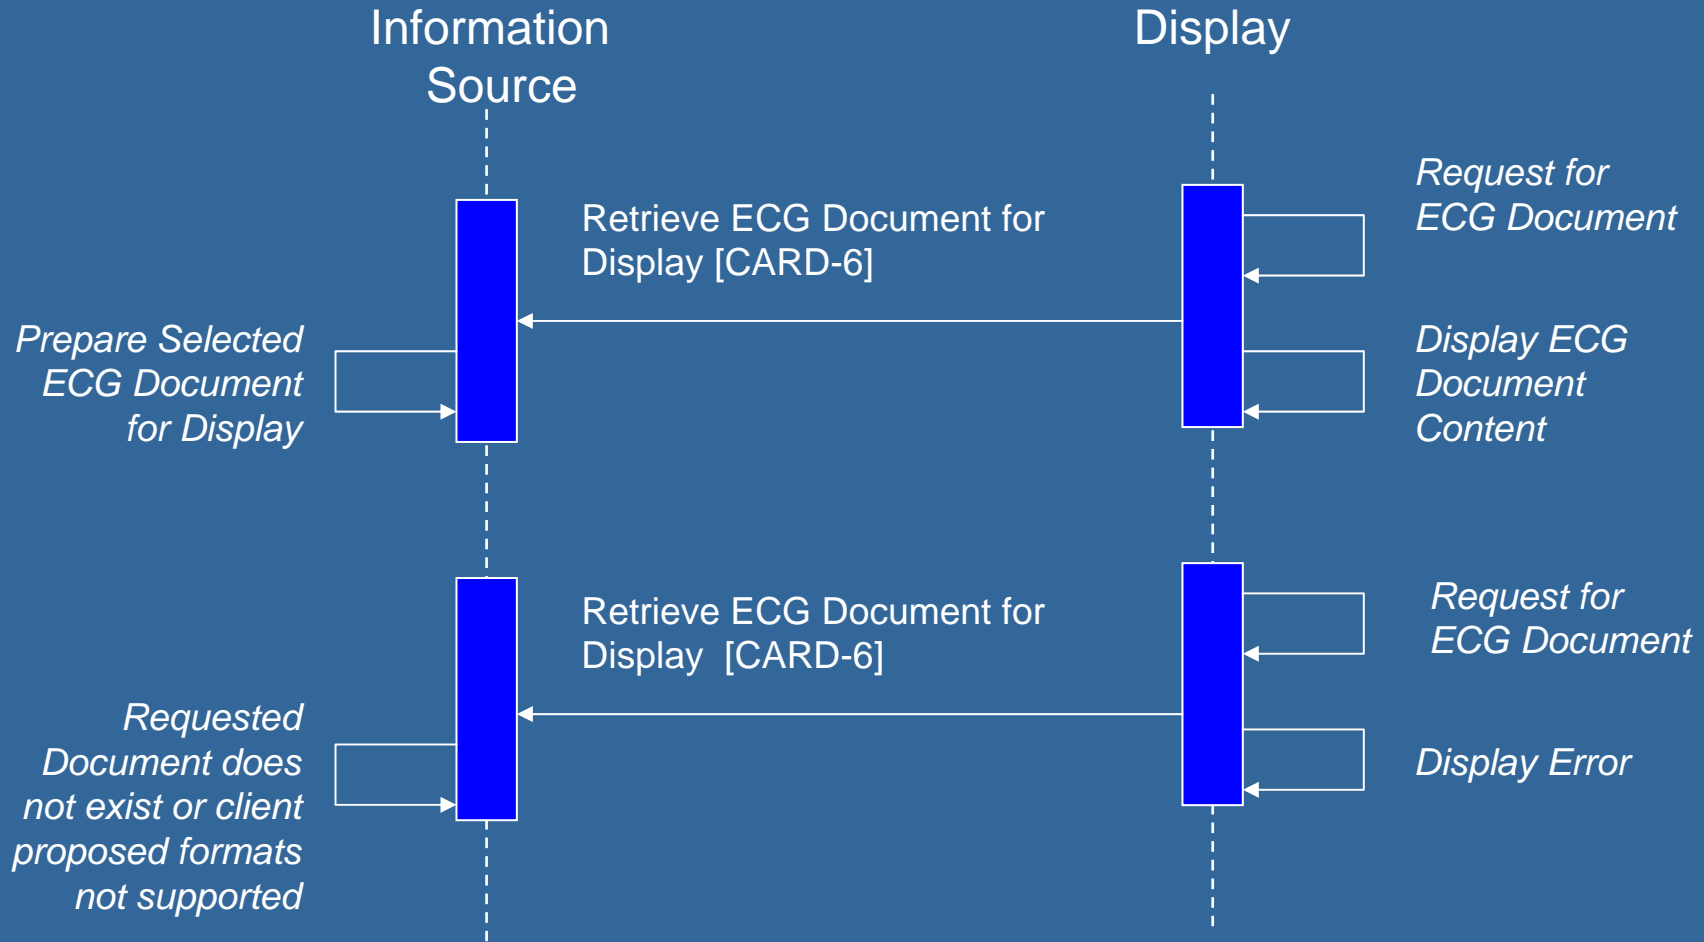 Information
Source
Display
Request for
ECG Document
Retrieve ECG Document for
Display [CARD-6]
Prepare Selected
ECG Document
for Display
Display ECG
Document
Content
Request for
ECG Document
Retrieve ECG Document for
Display [CARD-6]
Requested
Document does
not exist or client
proposed formats
not supported
Display Error